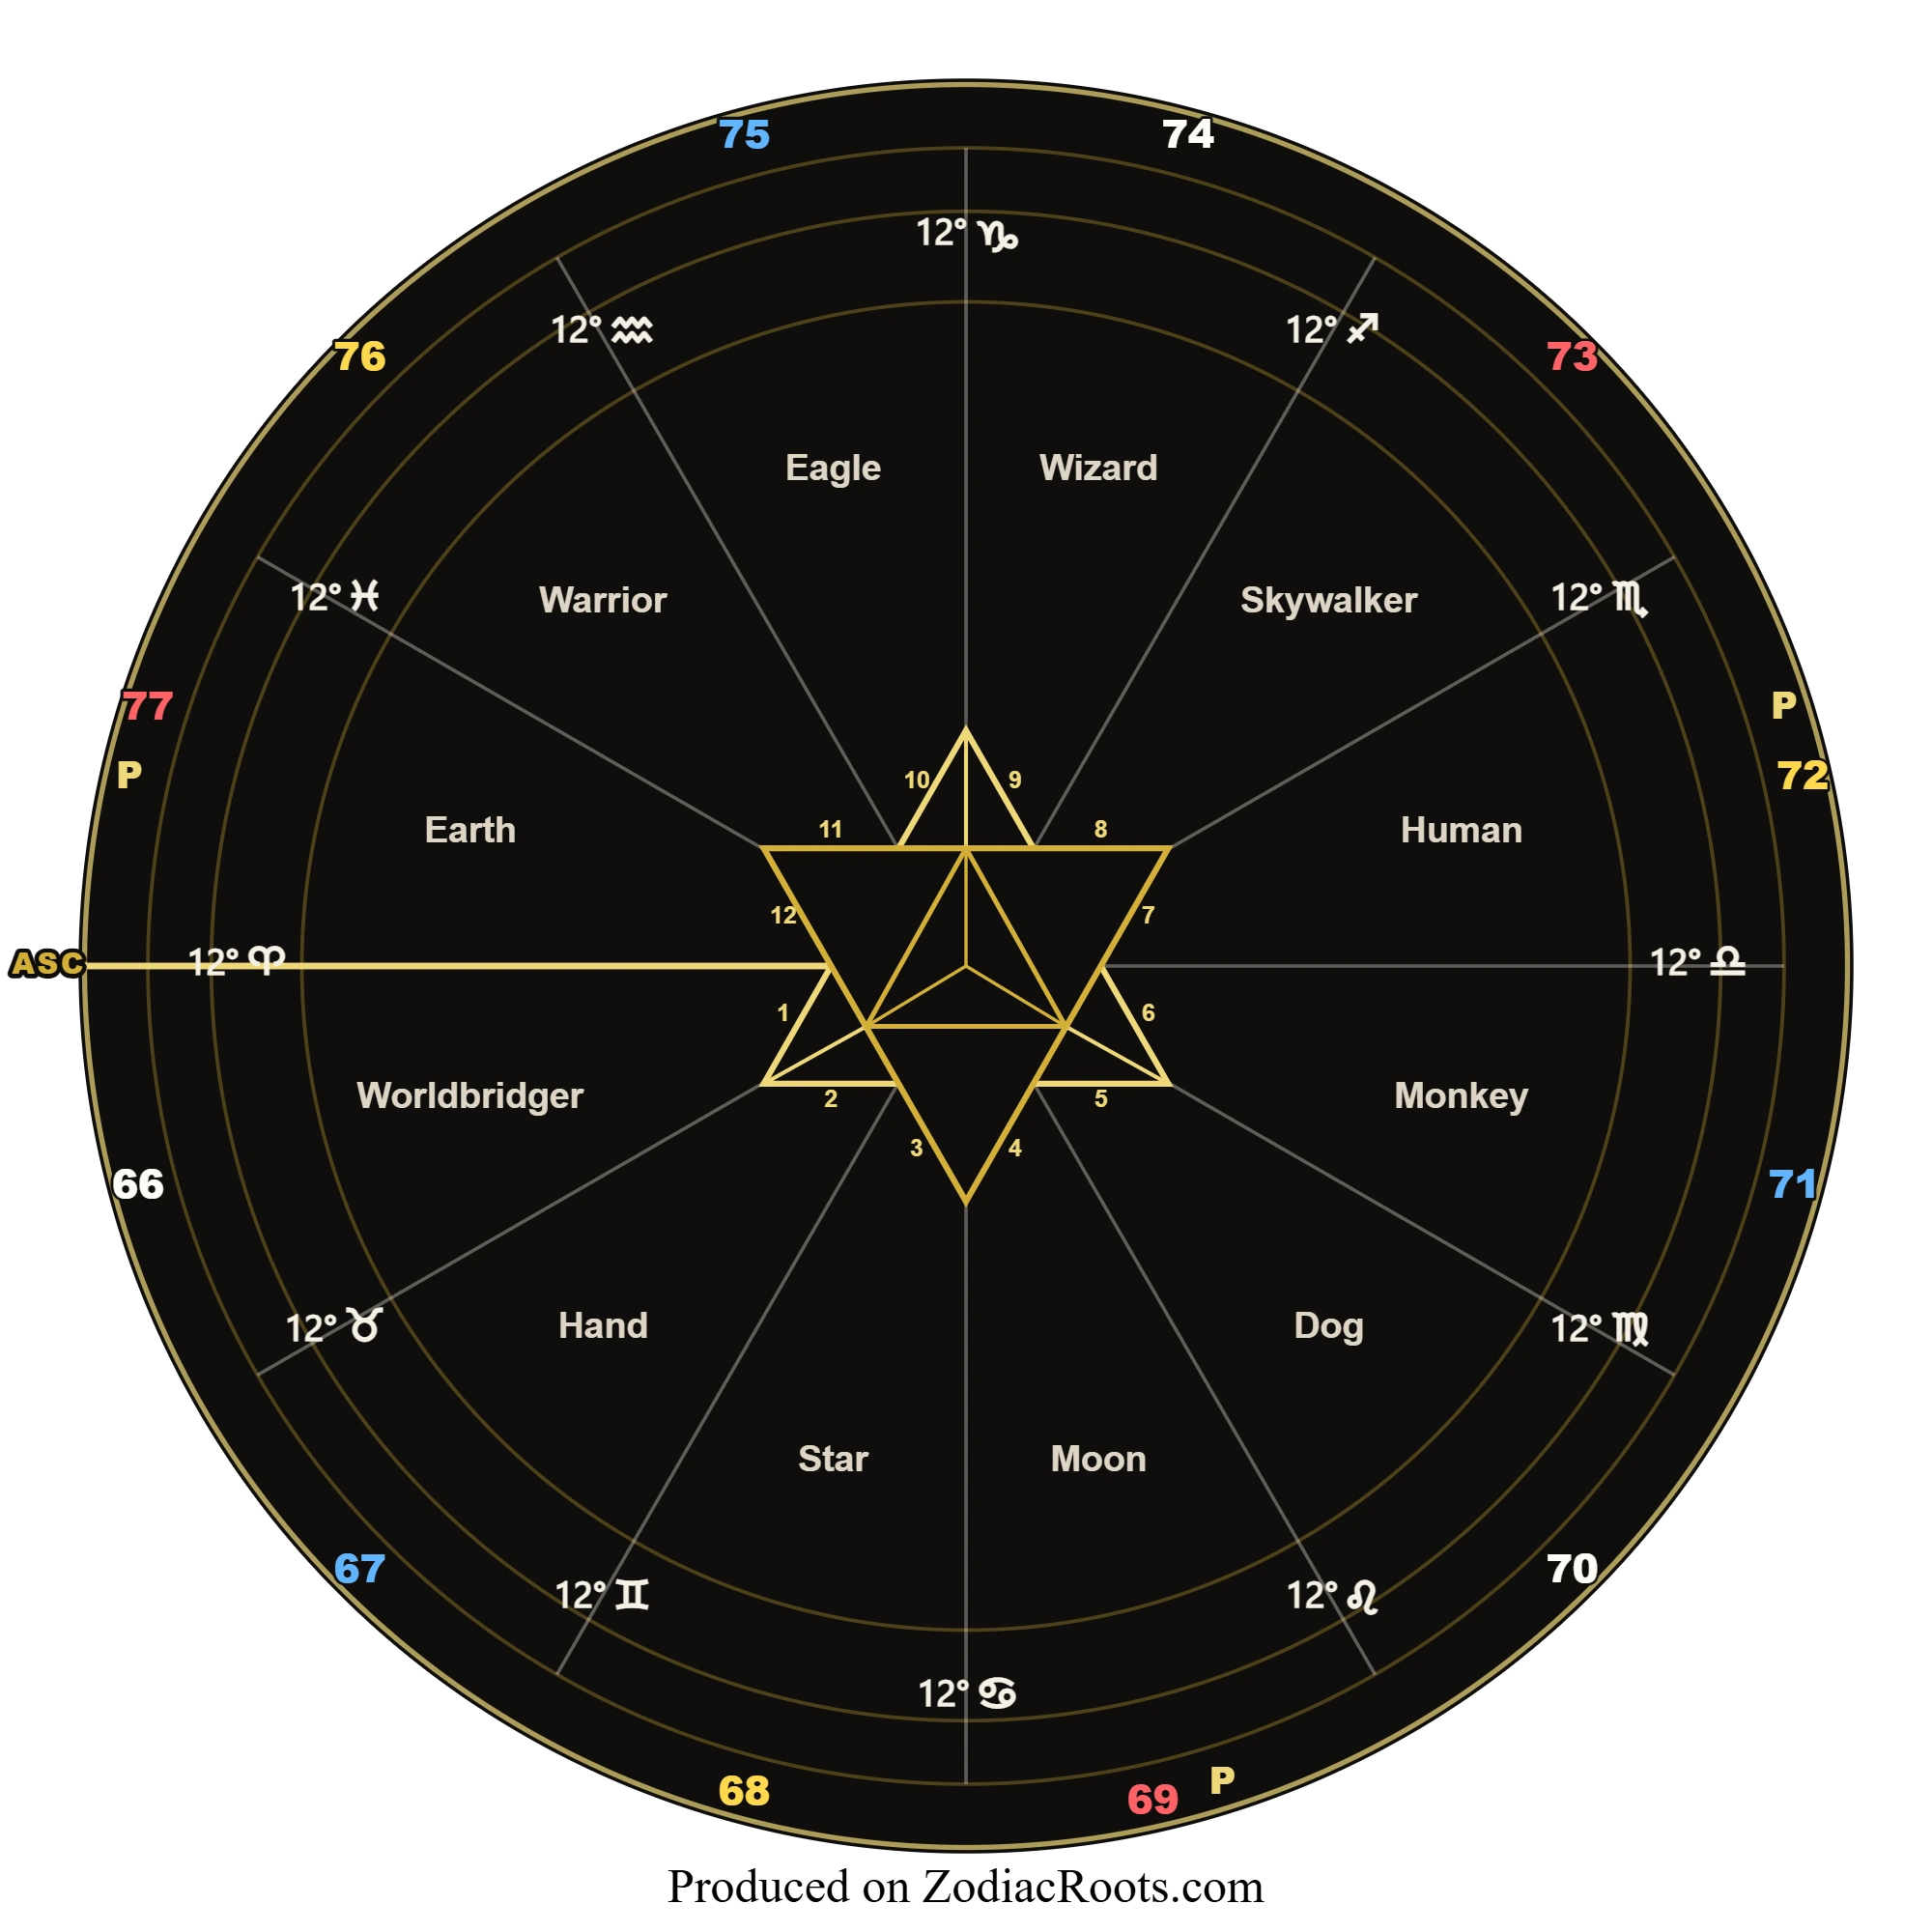 75
74
12° ♑
12° ♒
12° ♐
76
73
Eagle
Wizard
12° ♓
Warrior
Skywalker
12° ♏
77
P
P
72
10
9
11
8
Earth
Human
12
7
ASC
12° ♈
12° ♎
1
6
Worldbridger
2
5
Monkey
3
4
66
71
12° ♉
Hand
Dog
12° ♍
Star
Moon
67
70
12° ♊
12° ♌
12° ♋
68
69
P
Produced on ZodiacRoots.com